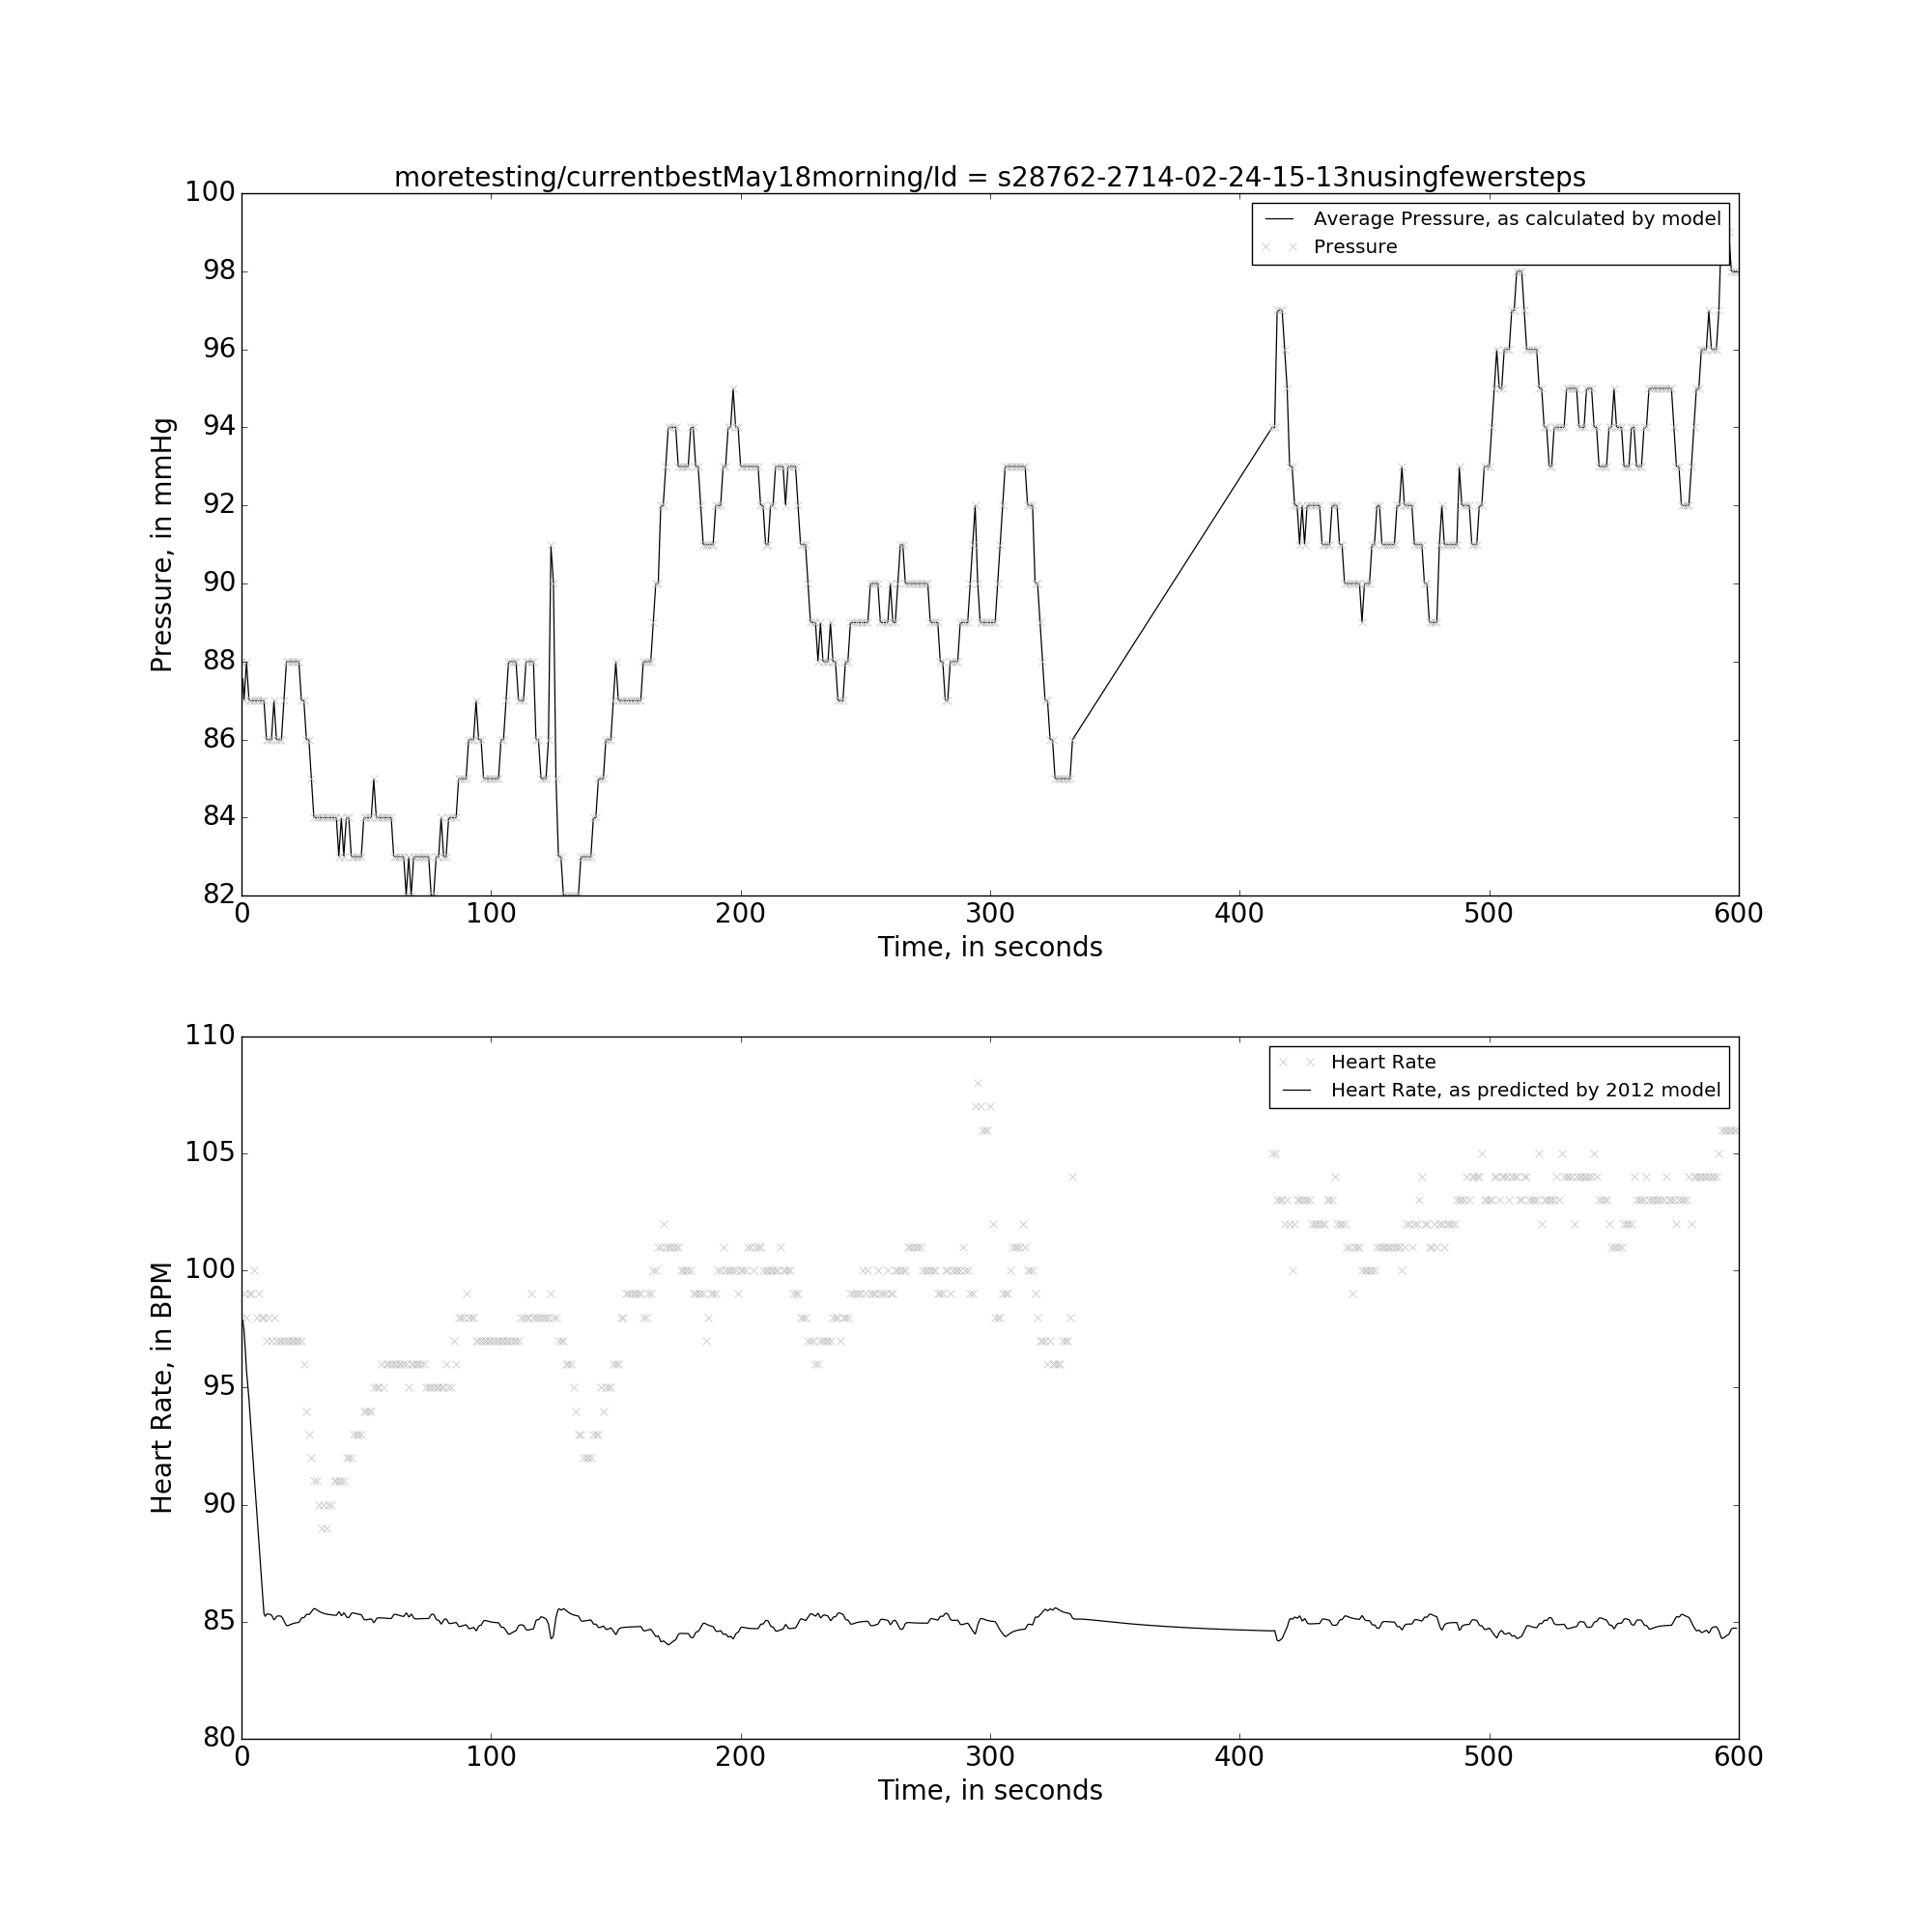 moretesting/currentbestMay18morning/Id = s28762-2714-02-24-15-13nusingfewersteps
100
98
96
94
92
90
88
86
84
82
Pressure, in mmHg
Average Pressure, as calculated by model
Pressure
0 100 200 300 400 500 600
Time, in seconds
110
105
100
95
90
85
80
Heart Rate, in BPM
Heart Rate
Heart Rate, as predicted by 2012 model
0 100 200 300 400 500 600
Time, in seconds